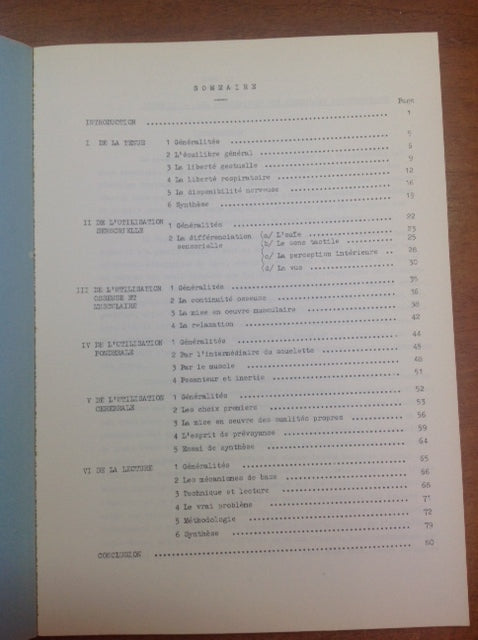 SOMMAIRE
Page
INTRODUCTION 1
I DE LA TENUE 1 Généralités 5
2 L'équilibre général 6
3 La liberté gestuelle 9
4 La liberté respiratoire 12
5 La disponibilité nerveuse 16
6 Synthèse 19
II DE L'UTILISATION SENSORIELLE 1 Généralités 22
2 La différenciation sensorielle (a/ L'ouïe 23
(b/ Le sens tactile 25
(c/ La perception intérieure 28
(d/ La vue 30
III DE L'UTILISATION OSSEUSE ET MUSCULAIRE 1 Généralités 35
2 La continuité osseuse 36
3 La mise en oeuvre musculaire 38
4 La relaxation 42
IV DE L'UTILISATION PONDERALE 1 Généralités 44
2 Par l'intermédiaire du squelette 45
3 Par le muscle 48
4 Pesanteur et inertie 51
V DE L'UTILISATION CEREBRALE 1 Généralités 52
2 Les choix premiers 53
3 La mise en oeuvre des qualités propres 56
4 L'esprit de prévoyance 59
5 Essai de synthèse 64
VI DE LA LECTURE 1 Généralités 65
2 Les mécanismes de base 66
3 Technique et lecture 68
4 Le vrai problème 71
5 Méthodologie 72
6 Synthèse 79
CONCLUSION 80